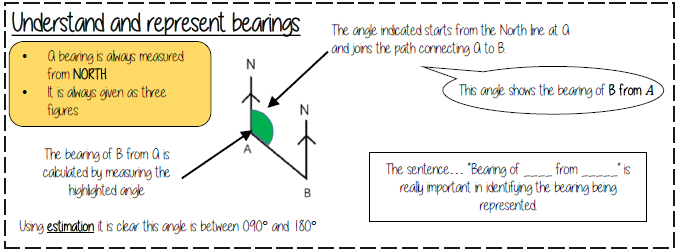 Understand and represent bearings
• A bearing is always measured
from NORTH
• It is always given as three
figures
The angle indicated starts from the North line at A
and joins the path connecting A to B.
This angle shows the bearing of B from A
N
N
A
B
The bearing of B from A is
calculated by measuring the
highlighted angle
The sentence... “Bearing of ____ from _____” is
really important in identifying the bearing being
represented.
Using estimation it is clear this angle is between 090° and 180°